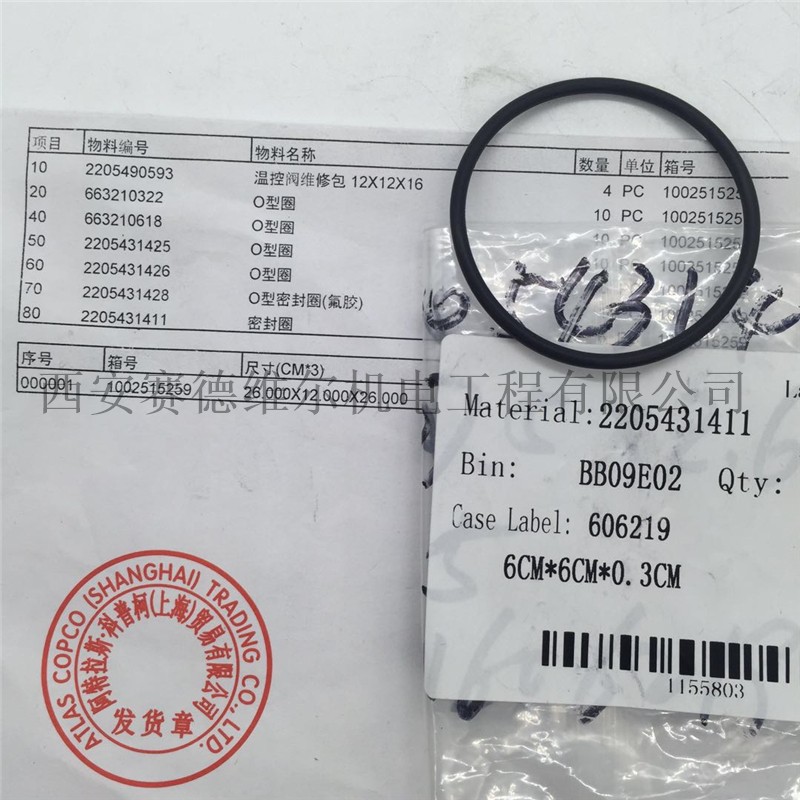 项目 物料编号 物料名称 数量 单位 箱号
10 2205490593 温控阀维修包 12X12X16 4 PC 100251525
20 663210322 O型圈 10 PC 100251525
40 663210618 O型圈 10 PC 100251525
50 2205431425 O型圈
60 2205431426 O型圈
70 2205431428 O型密封圈(氟胶)
80 2205431411 密封圈
序号 箱号 尺寸(CM*3)
000001 1002515259 26.000X12.000X26.000
西安赛德维尔机电工程有限公司
Material:2205431411
Bin: BB09E02 Qty:
Case Label: 606219
6CM*6CM*0.3CM
1155803
ATLAS COPCO (SHANGHAI) TRADING CO., LTD.
阿特拉斯·科普柯(上海)贸易有限公司
发货章